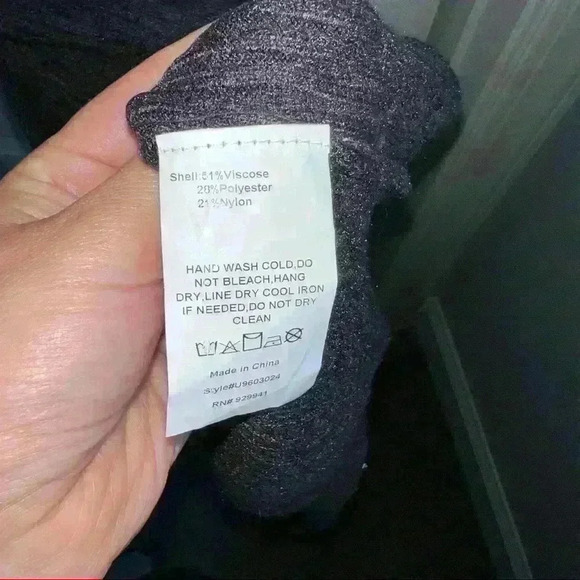 Shell:51%Viscose
28%Polyester
21%Nylon
HAND WASH COLD,DO
NOT BLEACH,HANG
DRY,LINE DRY COOL IRON
IF NEEDED,DO NOT DRY
CLEAN
Made in China
Style#U9603024
RN# 929941